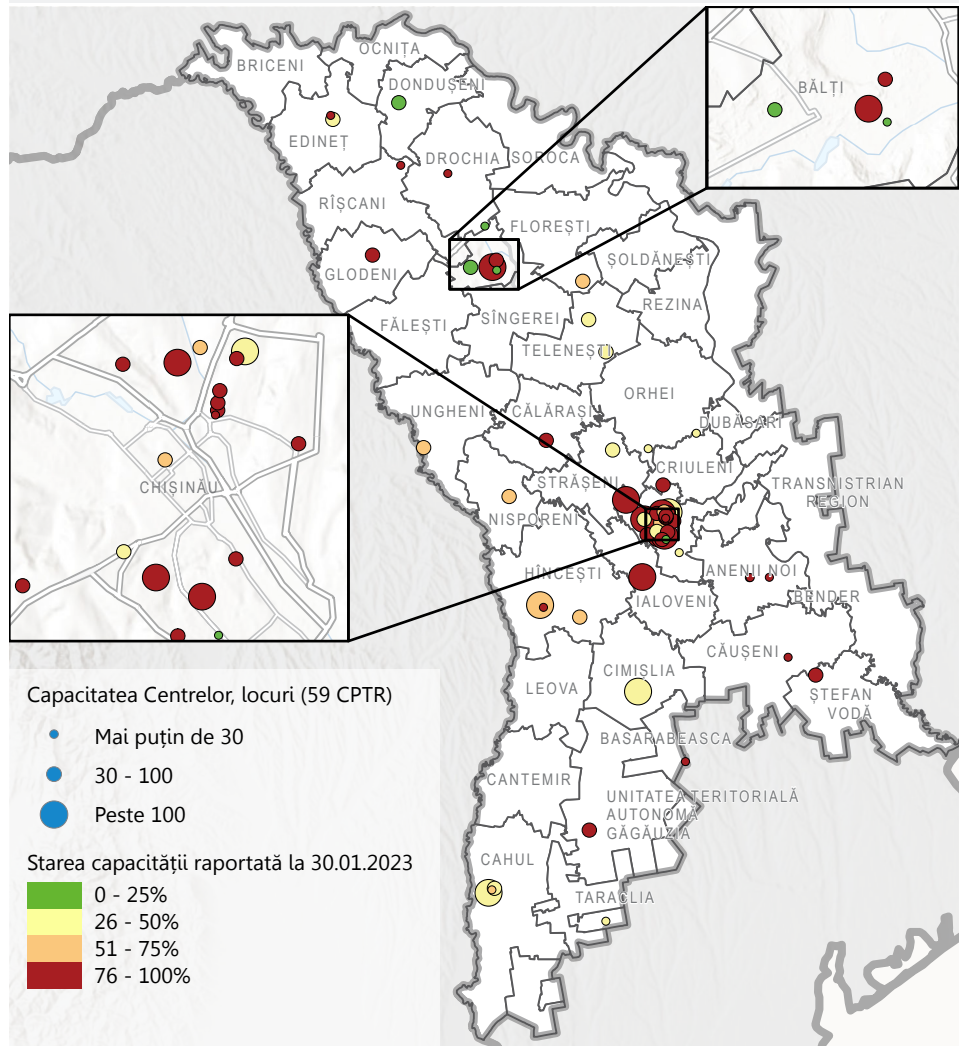 OCNIȚA
BRICENI
DONDUȘENI
EDINEȚ
DROCHIA
SOROCA
RÎȘCANI
FLOREȘTI
BĂLȚI
GLODENI
ȘOLDĂNEȘTI
FĂLEȘTI
SÎNGEREI
REZINA
TELENEȘTI
ORHEI
UNGHENI
CĂLĂRAȘI
DUBĂSARI
CRIULENI
STRĂȘENI
TRANSNISTRIAN
REGION
CHIȘINĂU
NISPORENI
HÎNCEȘTI
ANENII NOI
IALOVENI
BENDER
CĂUȘENI
CIMIȘLIA
LEOVA
ȘTEFAN
VODĂ
BASARABEASCA
CANTEMIR
UNITATEA TERITORIALĂ
AUTONOMĂ
GĂGĂUZIA
CAHUL
TARACLIA
Capacitatea Centrelor, locuri (59 CPTR)
Mai puțin de 30
30 - 100
Peste 100
Starea capacității raportată la 30.01.2023
0 - 25%
26 - 50%
51 - 75%
76 - 100%